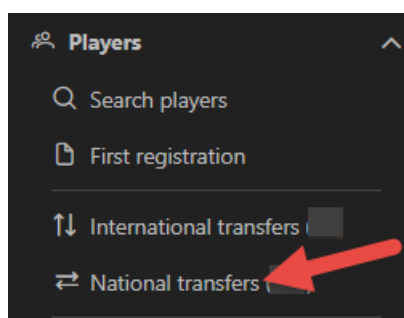 Players
Search players
First registration
International transfers (
National transfers ( )